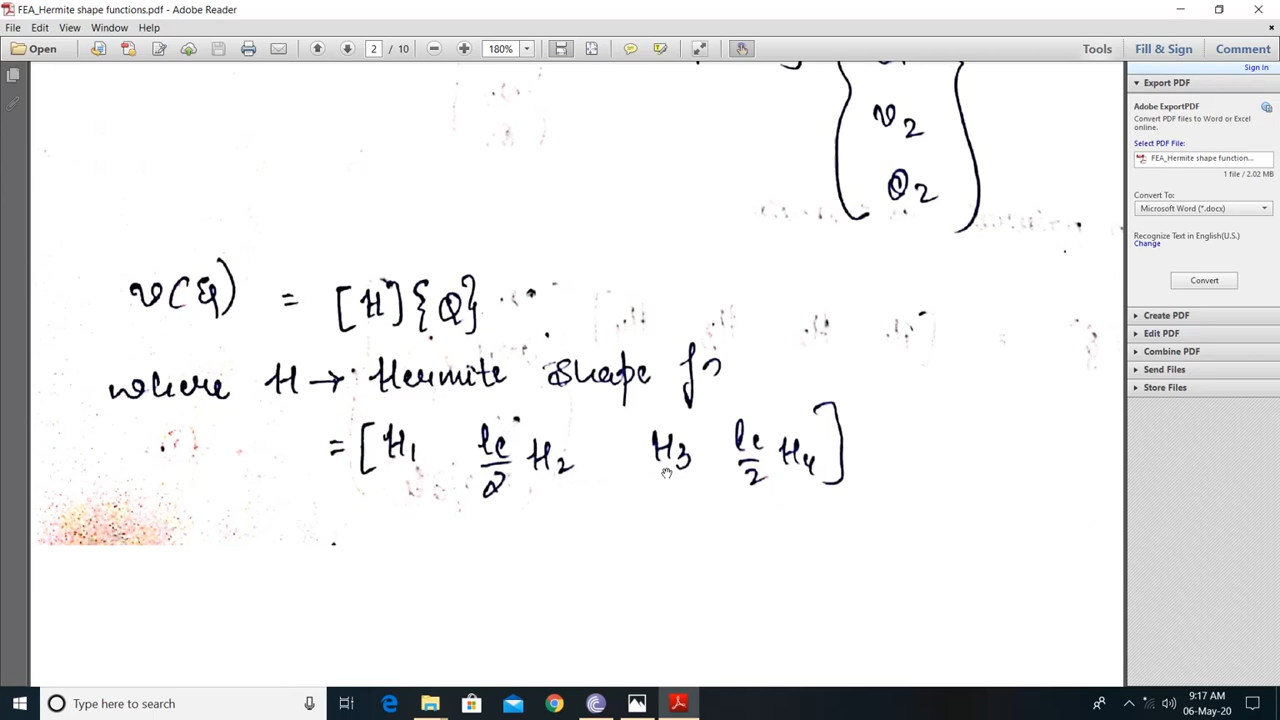 FEA_Hermite shape functions.pdf - Adobe Reader
File Edit View Window Help
Open 2 / 10 180% Tools Fill & Sign Comment
Sign In
Export PDF
Adobe ExportPDF
Convert PDF files to Word or Excel online.
Select PDF File:
FEA_Hermite shape function...
1 file / 2.02 MB
Convert To:
Microsoft Word (*.docx)
Recognize Text in English(U.S.)
Change
Convert
Create PDF
Edit PDF
Combine PDF
Send Files
Store Files
v2
θ2
v(ξ) = [H]{Q}
where H → Hermite shape fn
= [H1 le/2 H2 H3 le/2 H4]
Type here to search
9:17 AM
06-May-20